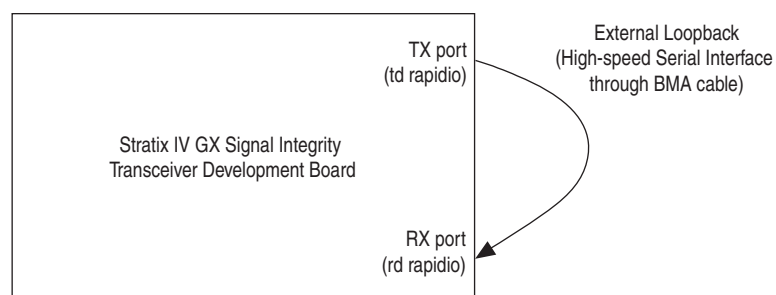 TX port
(td rapidio)
External Loopback
(High-speed Serial Interface
through BMA cable)
Stratix IV GX Signal Integrity
Transceiver Development Board
RX port
(rd rapidio)